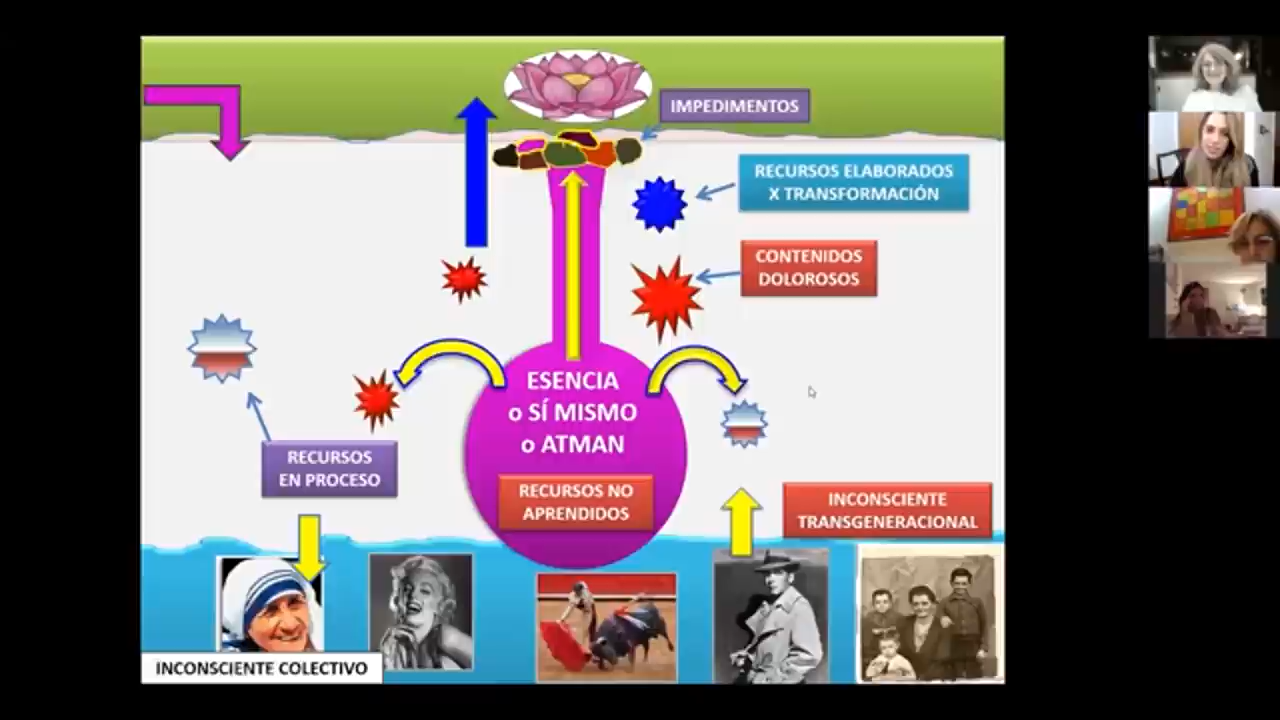 IMPEDIMENTOS
RECURSOS ELABORADOS
X TRANSFORMACIÓN
CONTENIDOS
DOLOROSOS
ESENCIA
o SÍ MISMO
o ATMAN
RECURSOS NO
APRENDIDOS
RECURSOS
EN PROCESO
INCONSCIENTE
TRANSGENERACIONAL
INCONSCIENTE COLECTIVO